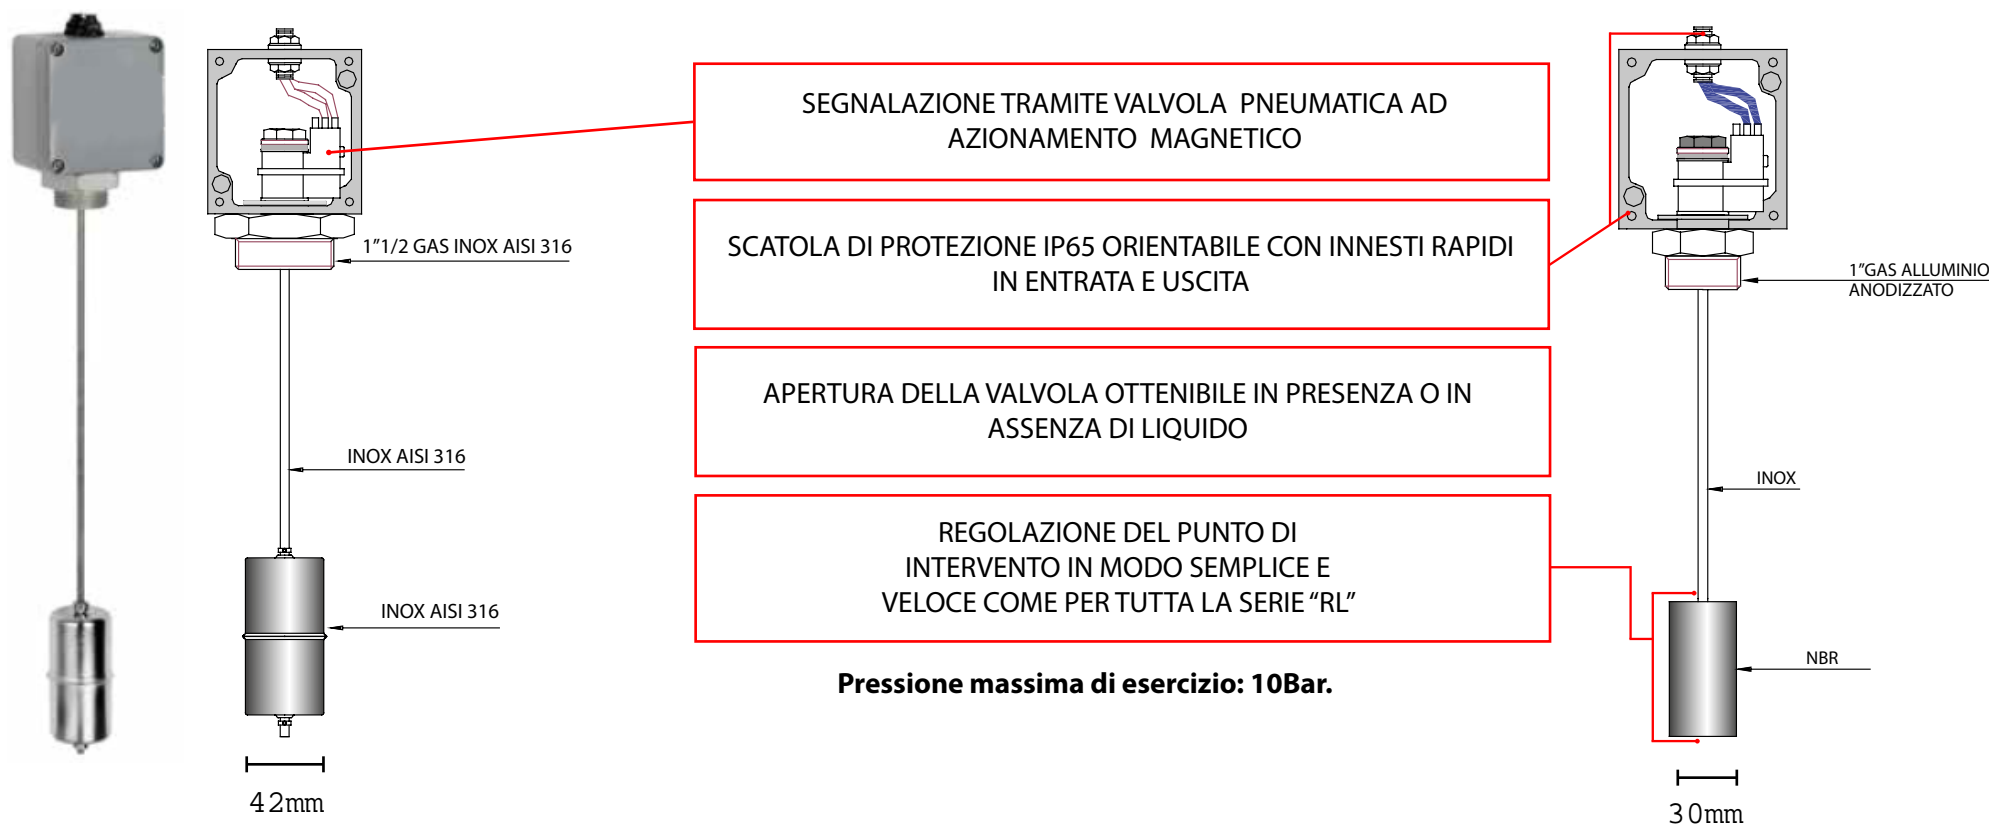 SEGNALAZIONE TRAMITE VALVOLA PNEUMATICA AD
AZIONAMENTO MAGNETICO
SCATOLA DI PROTEZIONE IP65 ORIENTABILE CON INNESTI RAPIDI
IN ENTRATA E USCITA
APERTURA DELLA VALVOLA OTTENIBILE IN PRESENZA O IN
ASSENZA DI LIQUIDO
REGOLAZIONE DEL PUNTO DI
INTERVENTO IN MODO SEMPLICE E
VELOCE COME PER TUTTA LA SERIE “RL”
Pressione massima di esercizio: 10Bar.
1”1/2 GAS INOX AISI 316
INOX AISI 316
INOX AISI 316
42mm
1”GAS ALLUMINIO
ANODIZZATO
INOX
NBR
30mm